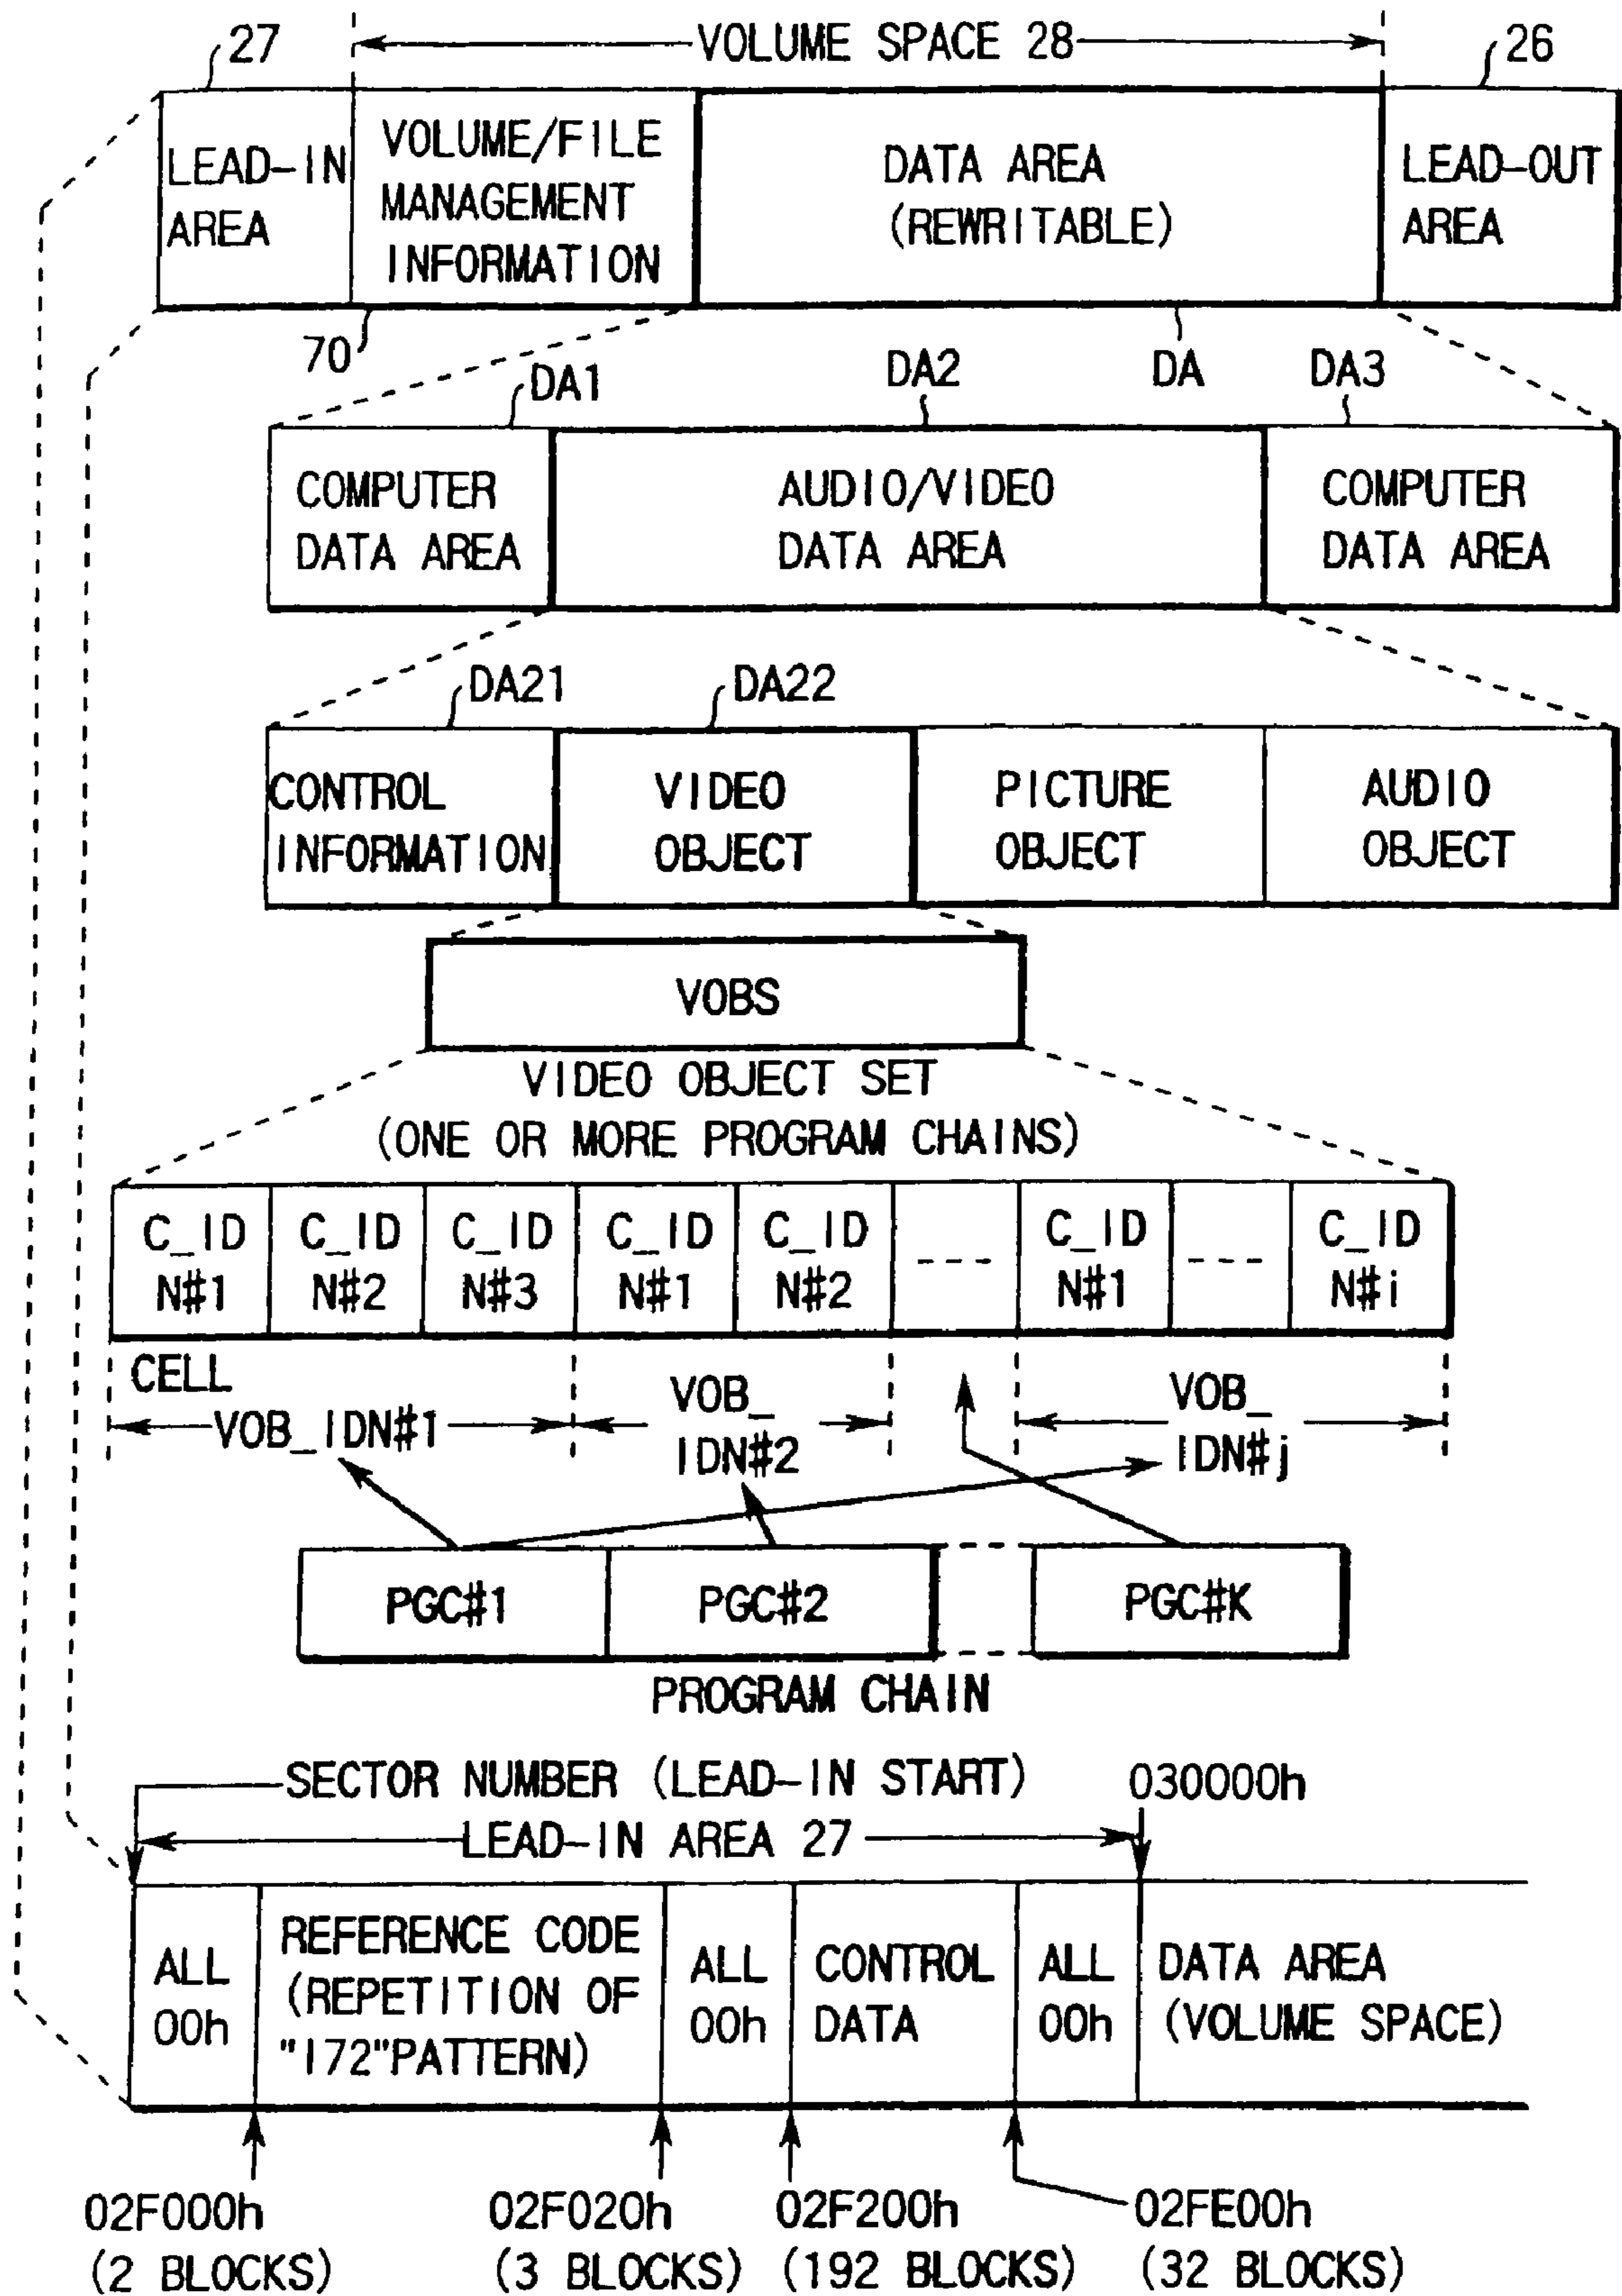 27
VOLUME SPACE 28
26
LEAD-IN
AREA
VOLUME/FILE
MANAGEMENT
INFORMATION
DATA AREA
(REWRITABLE)
LEAD-OUT
AREA
70
DA1
DA2
DA
DA3
COMPUTER
DATA AREA
AUDIO/VIDEO
DATA AREA
COMPUTER
DATA AREA
DA21
DA22
CONTROL
INFORMATION
VIDEO
OBJECT
PICTURE
OBJECT
AUDIO
OBJECT
VOBS
VIDEO OBJECT SET
(ONE OR MORE PROGRAM CHAINS)
C_ID
N#1
C_ID
N#2
C_ID
N#3
C_ID
N#1
C_ID
N#2
----
C_ID
N#1
----
C_ID
N#i
CELL
VOB_IDN#1
VOB_
IDN#2
VOB_
IDN#j
PGC#1
PGC#2
PGC#K
PROGRAM CHAIN
SECTOR NUMBER (LEAD-IN START)
030000h
LEAD-IN AREA 27
ALL
00h
REFERENCE CODE
(REPETITION OF
"172"PATTERN)
ALL
00h
CONTROL
DATA
ALL
00h
DATA AREA
(VOLUME SPACE)
02F000h
(2 BLOCKS)
02F020h
(3 BLOCKS)
02F200h
(192 BLOCKS)
02FE00h
(32 BLOCKS)